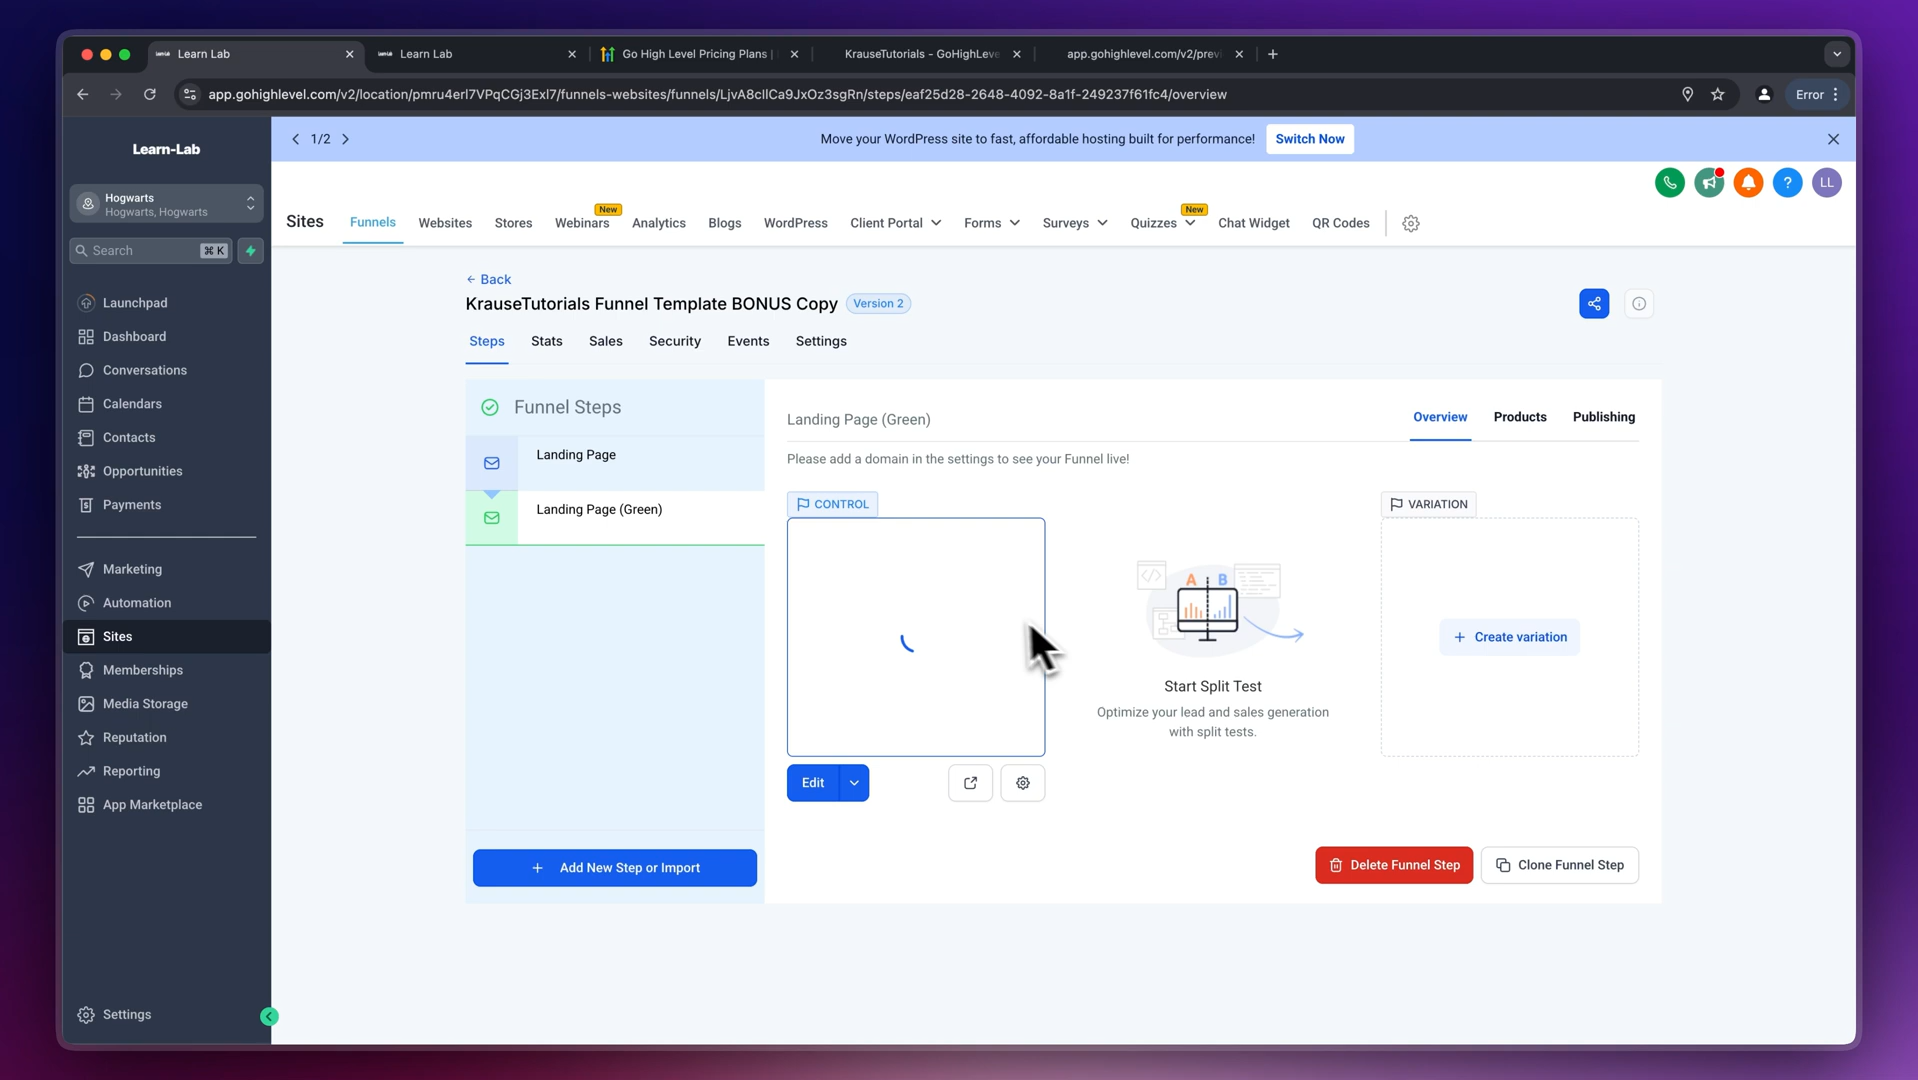 Learn Lab
Learn Lab
Go High Level Pricing Plans |
KrauseTutorials - GoHighLeve
app.gohighlevel.com/v2/previ
app.gohighlevel.com/v2/location/pmru4erl7VPqCGj3Exl7/funnels-websites/funnels/LjvA8cllCa9JxOz3sgRn/steps/eaf25d28-2648-4092-8a1f-249237f61fc4/overview
Error
Learn-Lab
1/2
Move your WordPress site to fast, affordable hosting built for performance!
Switch Now
Hogwarts
Hogwarts, Hogwarts
LL
Sites
Funnels
Websites
Stores
New
Webinars
Analytics
Blogs
WordPress
Client Portal
Forms
Surveys
New
Quizzes
Chat Widget
QR Codes
Search
⌘ K
Launchpad
Dashboard
Conversations
Calendars
Contacts
Opportunities
Payments
Marketing
Automation
Sites
Memberships
Media Storage
Reputation
Reporting
App Marketplace
Settings
← Back
KrauseTutorials Funnel Template BONUS Copy
Version 2
Steps
Stats
Sales
Security
Events
Settings
Funnel Steps
Landing Page
Landing Page (Green)
+ Add New Step or Import
Landing Page (Green)
Overview
Products
Publishing
Please add a domain in the settings to see your Funnel live!
CONTROL
Edit
A B
Start Split Test
Optimize your lead and sales generation
with split tests.
VARIATION
+ Create variation
Delete Funnel Step
Clone Funnel Step